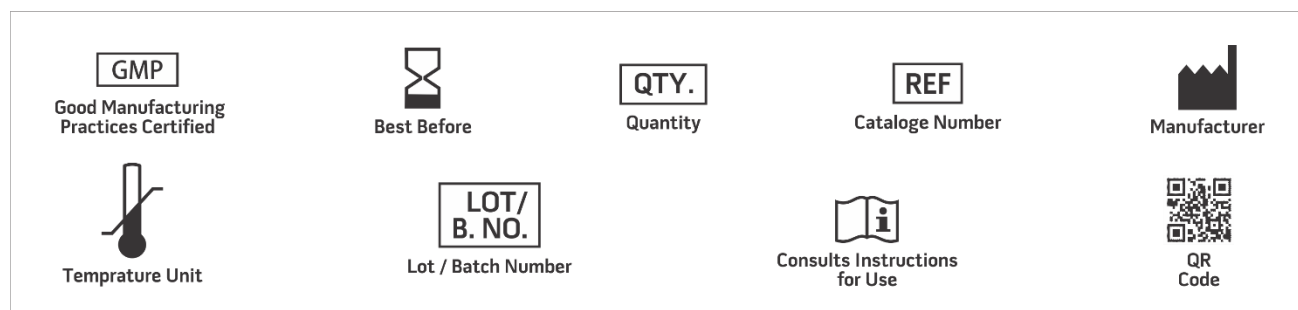 GMP
Good Manufacturing
Practices Certified
Best Before
QTY.
Quantity
REF
Cataloge Number
Manufacturer
Temprature Unit
LOT/
B. NO.
Lot / Batch Number
i
Consults Instructions
for Use
QR
Code